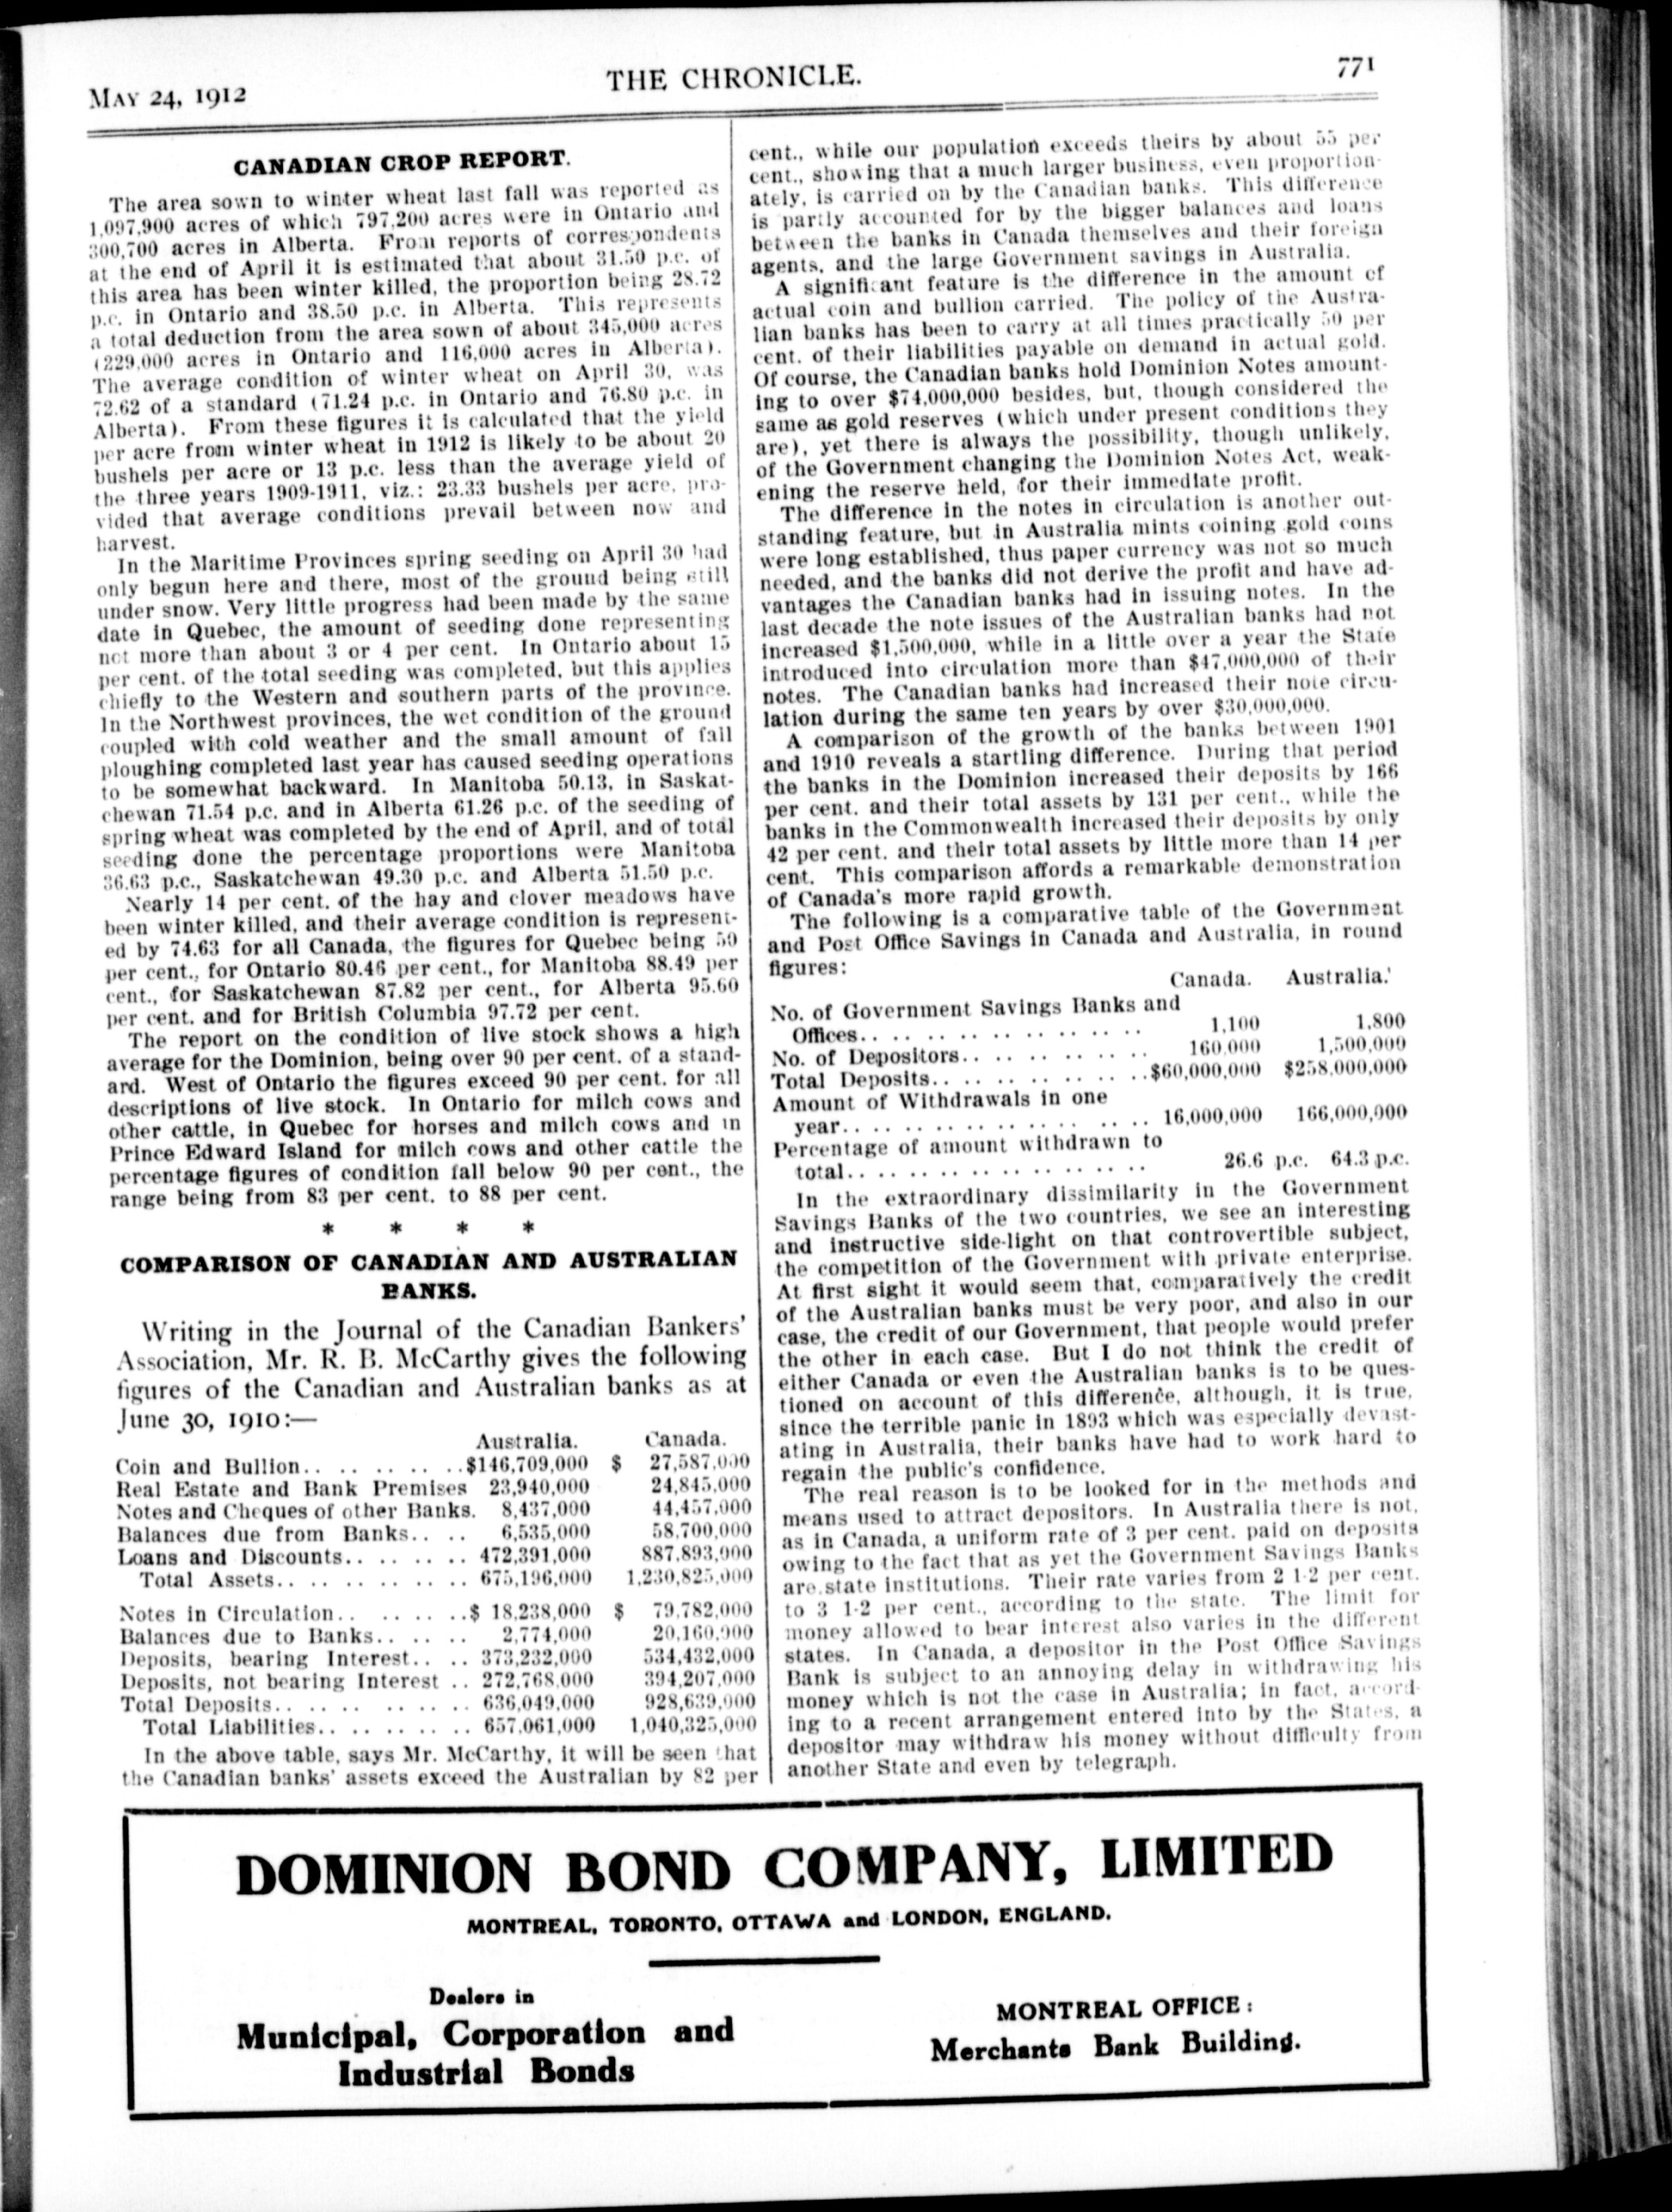 MAY 24, 1912
THE CHRONICLE.
771
CANADIAN CROP REPORT.
The area sown to winter wheat last fall was reported as
1,097,900 acres of which 797,200 acres were in Ontario and
300,700 acres in Alberta. From reports of correspondents
at the end of April it is estimated that about 31.50 p.c. of
this area has been winter killed, the proportion being 28.72
p.c. in Ontario and 38.50 p.c. in Alberta. This represents
a total deduction from the area sown of about 345,000 acres
(229,000 acres in Ontario and 116,000 acres in Alberta).
The average condition of winter wheat on April 30, was
72.62 of a standard (71.24 p.c. in Ontario and 76.80 p.c. in
Alberta). From these figures it is calculated that the yield
per acre from winter wheat in 1912 is likely to be about 20
bushels per acre or 13 p.c. less than the average yield of
the three years 1909-1911, viz.: 23.33 bushels per acre, pro-
vided that average conditions prevail between now and
harvest.
In the Maritime Provinces spring seeding on April 30 had
only begun here and there, most of the ground being still
under snow. Very little progress had been made by the same
date in Quebec, the amount of seeding done representing
not more than about 3 or 4 per cent. In Ontario about 15
per cent. of the total seeding was completed, but this applies
chiefly to the Western and southern parts of the province.
In the Northwest provinces, the wet condition of the ground
coupled with cold weather and the small amount of fall
ploughing completed last year has caused seeding operations
to be somewhat backward. In Manitoba 50.13, in Saskat-
chewan 71.54 p.c. and in Alberta 61.26 p.c. of the seeding of
spring wheat was completed by the end of April, and of total
seeding done the percentage proportions were Manitoba
36.63 p.c., Saskatchewan 49.30 p.c. and Alberta 51.50 p.c.
Nearly 14 per cent. of the hay and clover meadows have
been winter killed, and their average condition is represent-
ed by 74.63 for all Canada, the figures for Quebec being 59
per cent., for Ontario 80.46 per cent., for Manitoba 88.49 per
cent., for Saskatchewan 87.82 per cent., for Alberta 95.60
per cent. and for British Columbia 97.72 per cent.
The report on the condition of live stock shows a high
average for the Dominion, being over 90 per cent. of a stand-
ard. West of Ontario the figures exceed 90 per cent. for all
descriptions of live stock. In Ontario for milch cows and
other cattle, in Quebec for horses and milch cows and in
Prince Edward Island for milch cows and other cattle the
percentage figures of condition fall below 90 per cent., the
range being from 83 per cent. to 88 per cent.
* * * *
COMPARISON OF CANADIAN AND AUSTRALIAN
BANKS.
Writing in the Journal of the Canadian Bankers'
Association, Mr. R. B. McCarthy gives the following
figures of the Canadian and Australian banks as at
June 30, 1910:—
Australia. Canada.
Coin and Bullion.. .. .. .. ..$146,709,000 $ 27,587,000
Real Estate and Bank Premises 23,940,000 24,845,000
Notes and Cheques of other Banks. 8,437,000 44,457,000
Balances due from Banks.. .. 6,535,000 58,700,000
Loans and Discounts.. .. .. .. 472,391,000 887,893,000
Total Assets.. .. .. .. .. .. 675,196,000 1,230,825,000
Notes in Circulation.. .. .. ..$ 18,238,000 $ 79,782,000
Balances due to Banks.. .. .. 2,774,000 20,160,000
Deposits, bearing Interest.. .. 373,232,000 534,432,000
Deposits, not bearing Interest .. 272,768,000 394,207,000
Total Deposits.. .. .. .. .. .. 636,049,000 928,639,000
Total Liabilities.. .. .. .. .. 657,061,000 1,040,325,000
In the above table, says Mr. McCarthy, it will be seen that
the Canadian banks' assets exceed the Australian by 82 per
cent., while our population exceeds theirs by about 55 per
cent., showing that a much larger business, even proportion-
ately, is carried on by the Canadian banks. This difference
is partly accounted for by the bigger balances and loans
between the banks in Canada themselves and their foreign
agents, and the large Government savings in Australia.
A significant feature is the difference in the amount of
actual coin and bullion carried. The policy of the Austra-
lian banks has been to carry at all times practically 50 per
cent. of their liabilities payable on demand in actual gold.
Of course, the Canadian banks hold Dominion Notes amount-
ing to over $74,000,000 besides, but, though considered the
same as gold reserves (which under present conditions they
are), yet there is always the possibility, though unlikely,
of the Government changing the Dominion Notes Act, weak-
ening the reserve held, for their immediate profit.
The difference in the notes in circulation is another out-
standing feature, but in Australia mints coining gold coins
were long established, thus paper currency was not so much
needed, and the banks did not derive the profit and have ad-
vantages the Canadian banks had in issuing notes. In the
last decade the note issues of the Australian banks had not
increased $1,500,000, while in a little over a year the State
introduced into circulation more than $47,000,000 of their
notes. The Canadian banks had increased their note circu-
lation during the same ten years by over $30,000,000.
A comparison of the growth of the banks between 1901
and 1910 reveals a startling difference. During that period
the banks in the Dominion increased their deposits by 166
per cent. and their total assets by 131 per cent., while the
banks in the Commonwealth increased their deposits by only
42 per cent. and their total assets by little more than 14 per
cent. This comparison affords a remarkable demonstration
of Canada's more rapid growth.
The following is a comparative table of the Government
and Post Office Savings in Canada and Australia, in round
figures:
Canada. Australia.
No. of Government Savings Banks and
Offices.. .. .. .. .. .. .. .. .. 1,100 1,800
No. of Depositors.. .. .. .. .. .. 160,000 1,500,000
Total Deposits.. .. .. .. .. .. ..$60,000,000 $258,000,000
Amount of Withdrawals in one
year.. .. .. .. .. .. .. .. .. 16,000,000 166,000,000
Percentage of amount withdrawn to
total.. .. .. .. .. .. .. .. .. 26.6 p.c. 64.3 p.c.
In the extraordinary dissimilarity in the Government
Savings Banks of the two countries, we see an interesting
and instructive side-light on that controvertible subject,
the competition of the Government with private enterprise.
At first sight it would seem that, comparatively the credit
of the Australian banks must be very poor, and also in our
case, the credit of our Government, that people would prefer
the other in each case. But I do not think the credit of
either Canada or even the Australian banks is to be ques-
tioned on account of this difference, although, it is true,
since the terrible panic in 1893 which was especially devast-
ating in Australia, their banks have had to work hard to
regain the public's confidence.
The real reason is to be looked for in the methods and
means used to attract depositors. In Australia there is not,
as in Canada, a uniform rate of 3 per cent. paid on deposits
owing to the fact that as yet the Government Savings Banks
are state institutions. Their rate varies from 2 1-2 per cent.
to 3 1-2 per cent., according to the state. The limit for
money allowed to bear interest also varies in the different
states. In Canada, a depositor in the Post Office Savings
Bank is subject to an annoying delay in withdrawing his
money which is not the case in Australia; in fact, accord-
ing to a recent arrangement entered into by the States, a
depositor may withdraw his money without difficulty from
another State and even by telegraph.
DOMINION BOND COMPANY, LIMITED
MONTREAL, TORONTO, OTTAWA and LONDON, ENGLAND.
Dealers in
Municipal, Corporation and
Industrial Bonds
MONTREAL OFFICE:
Merchants Bank Building.